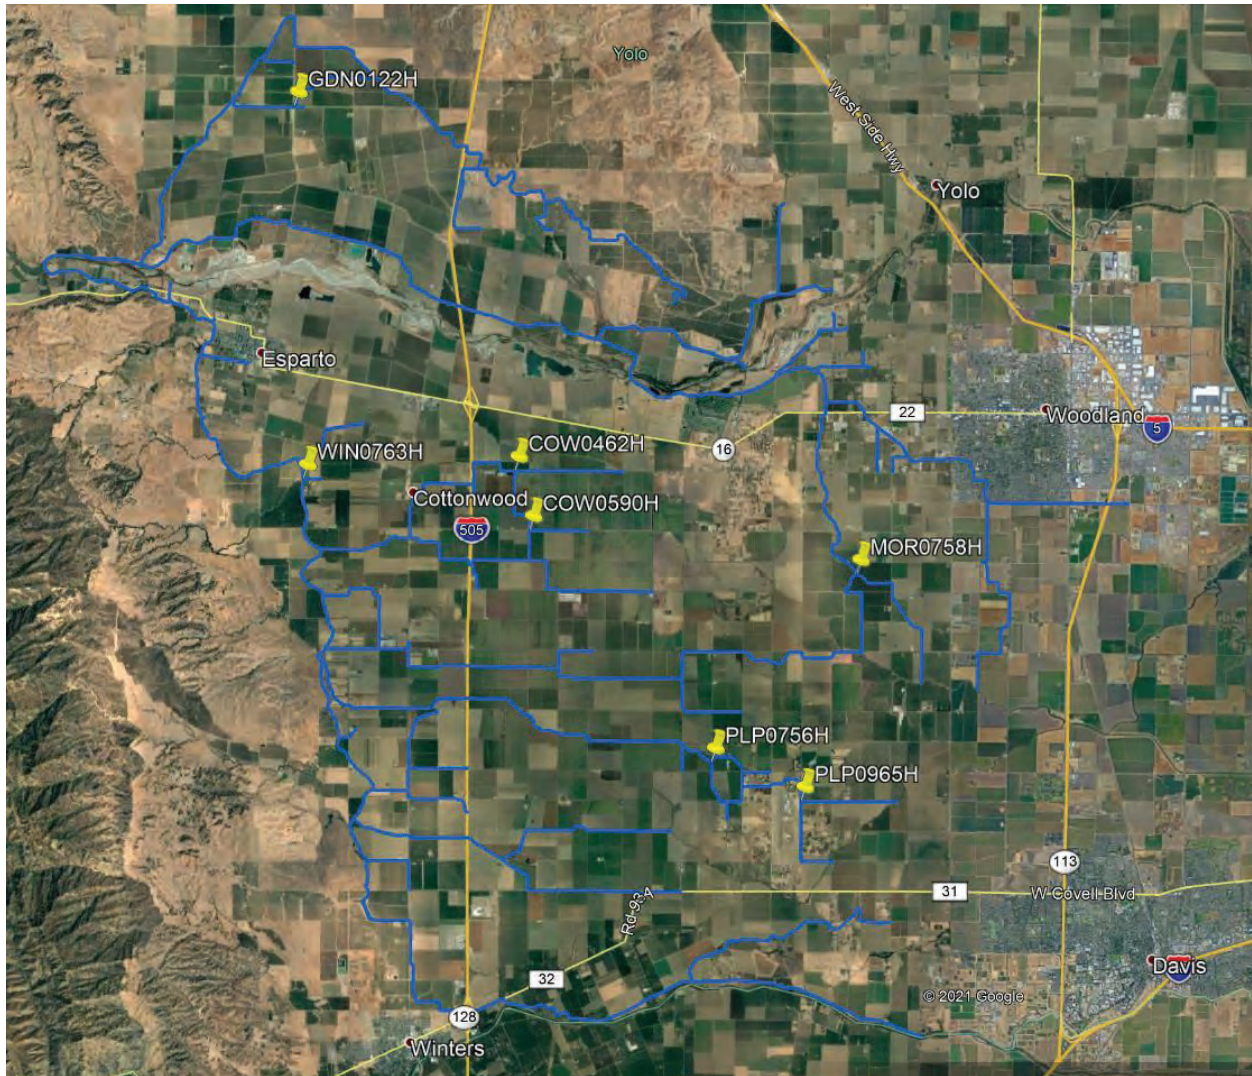 Yolo
GDN0122H
West Side Hwy
Yolo
Esparto
22
Woodland
5
16
WIN0763H
COW0462H
Cottonwood
COW0590H
505
MOR0758H
PLP0756H
PLP0965H
113
31
W Covell Blvd
Rd 93A
32
Davis
© 2021 Google
128
Winters